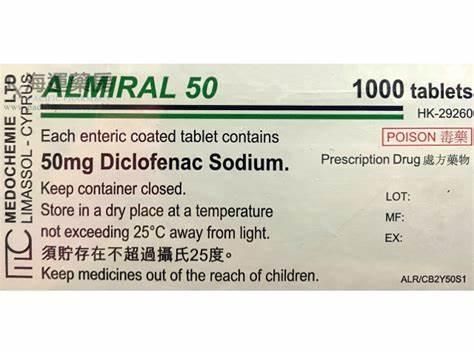 MEDOCHEMIE LTD
LIMASSOL - CYPRUS
ALMIRAL 50
1000 tablets
HK-29260
Each enteric coated tablet contains
POISON 毒藥
50mg Diclofenac Sodium.
Prescription Drug 處方藥物
Keep container closed.
Store in a dry place at a temperature
not exceeding 25°C away from light.
須貯存在不超過攝氏25度。
Keep medicines out of the reach of children.
LOT:
MF:
EX:
ALR/CB2Y50S1